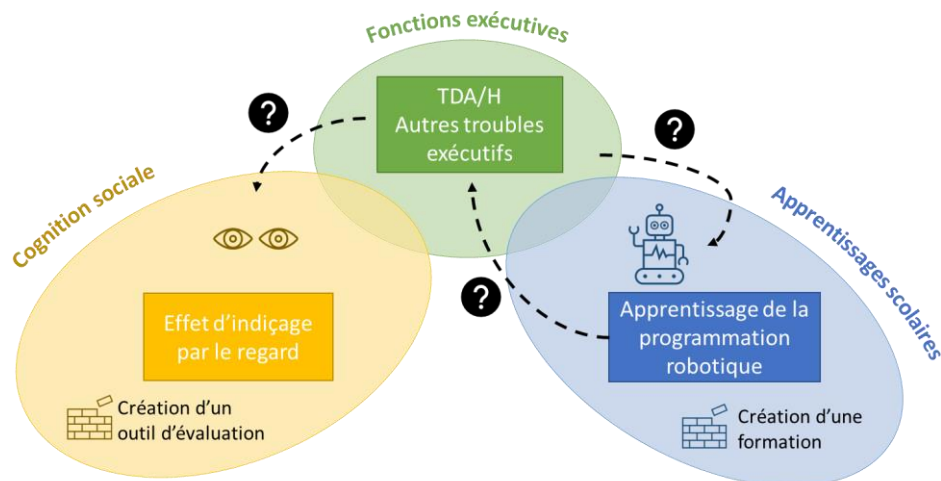 Fonctions exécutives
?
TDA/H
Autres troubles
exécutifs
?
Cognition sociale
Apprentissages scolaires
?
Effet d'indiçage
par le regard
Apprentissage de la
programmation
robotique
Création d'un
outil d'évaluation
Création d'une
formation